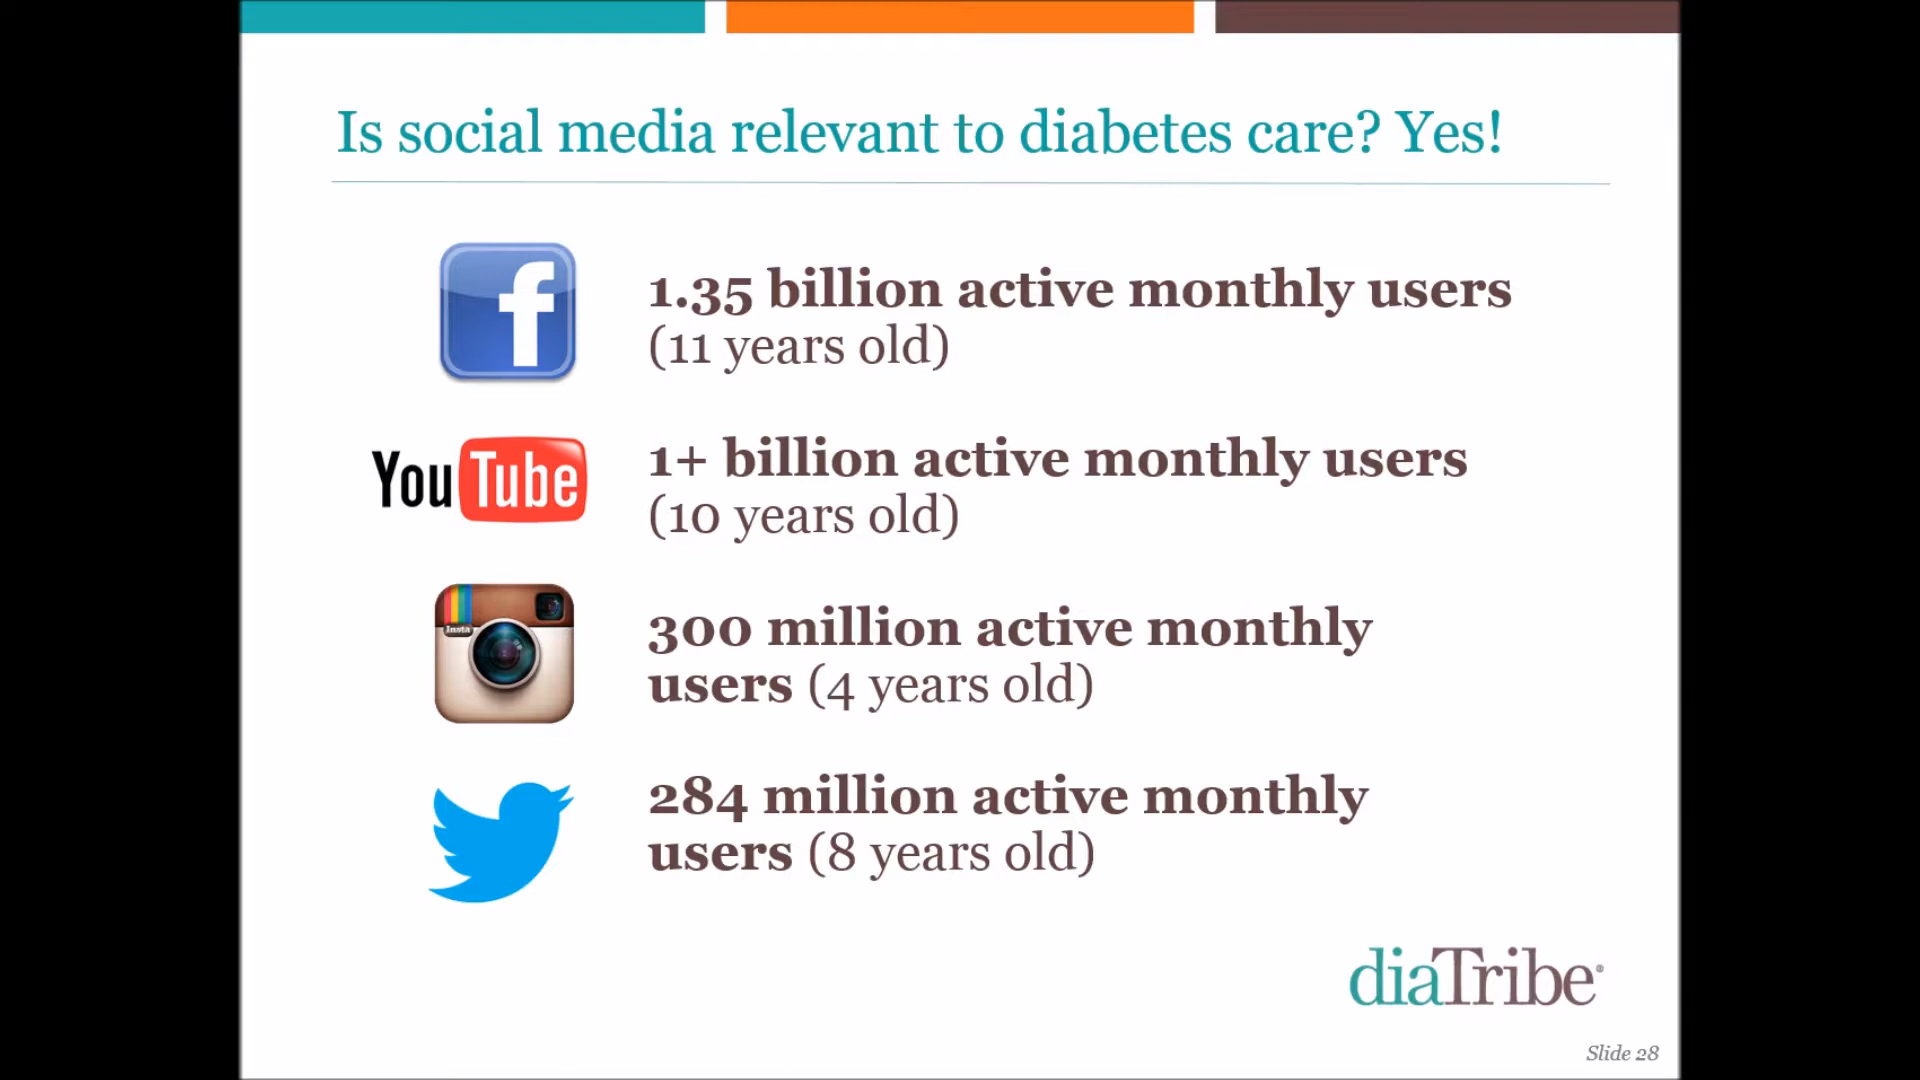 Is social media relevant to diabetes care? Yes!
f
1.35 billion active monthly users
(11 years old)
YouTube
1+ billion active monthly users
(10 years old)
Insta
300 million active monthly
users (4 years old)
284 million active monthly
users (8 years old)
diaTribe®
Slide 28